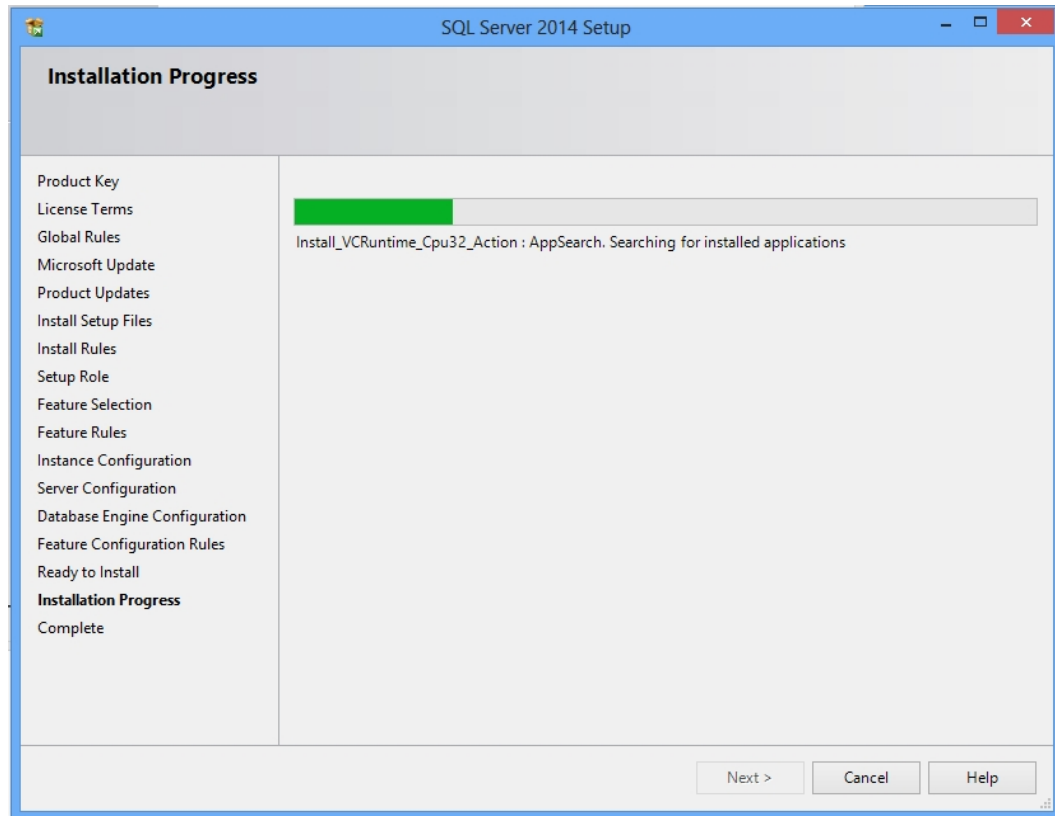 SQL Server 2014 Setup
Installation Progress
Product Key
License Terms
Global Rules
Microsoft Update
Product Updates
Install Setup Files
Install Rules
Setup Role
Feature Selection
Feature Rules
Instance Configuration
Server Configuration
Database Engine Configuration
Feature Configuration Rules
Ready to Install
Installation Progress
Complete
Install_VCRuntime_Cpu32_Action : AppSearch. Searching for installed applications
Next >
Cancel
Help